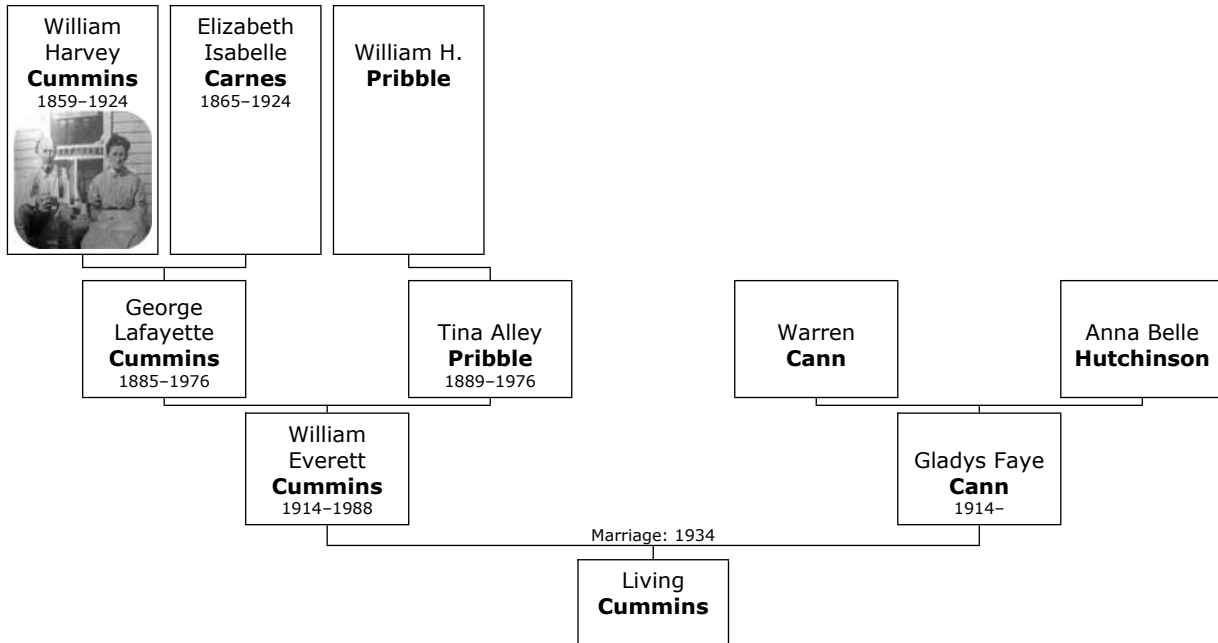 William
Harvey
Cummins
1859–1924
Elizabeth
Isabelle
Carnes
1865–1924
William H.
Pribble
George
Lafayette
Cummins
1885–1976
Tina Alley
Pribble
1889–1976
Warren
Cann
Anna Belle
Hutchinson
William
Everett
Cummins
1914–1988
Gladys Faye
Cann
1914–
Marriage: 1934
Living
Cummins